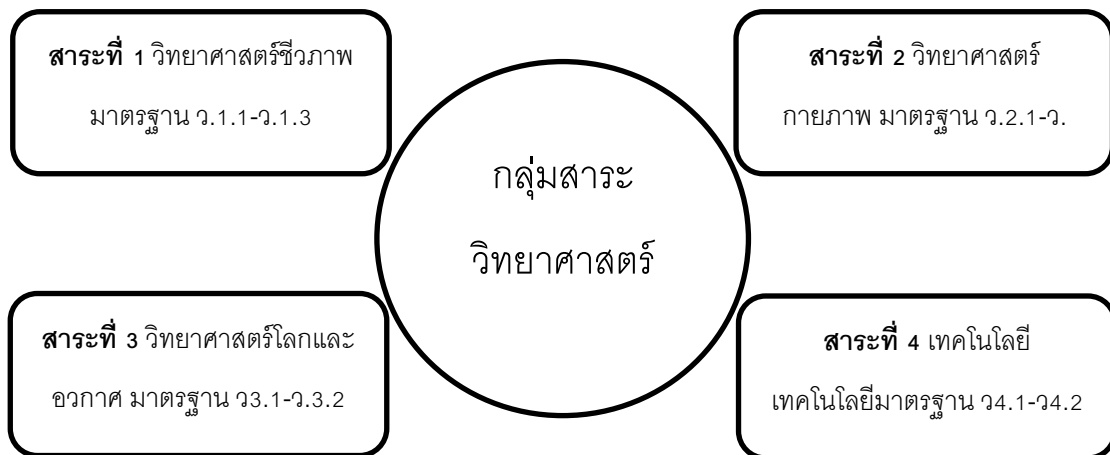 สาระที่ 1 วิทยาศาสตร์ชีวภาพ
มาตรฐาน ว.1.1-ว.1.3
สาระที่ 2 วิทยาศาสตร์
กายภาพ มาตรฐาน ว.2.1-ว.
กลุ่มสาระ
วิทยาศาสตร์
สาระที่ 3 วิทยาศาสตร์โลกและ
อวกาศ มาตรฐาน ว3.1-ว.3.2
สาระที่ 4 เทคโนโลยี
เทคโนโลยีมาตรฐาน ว4.1-ว4.2